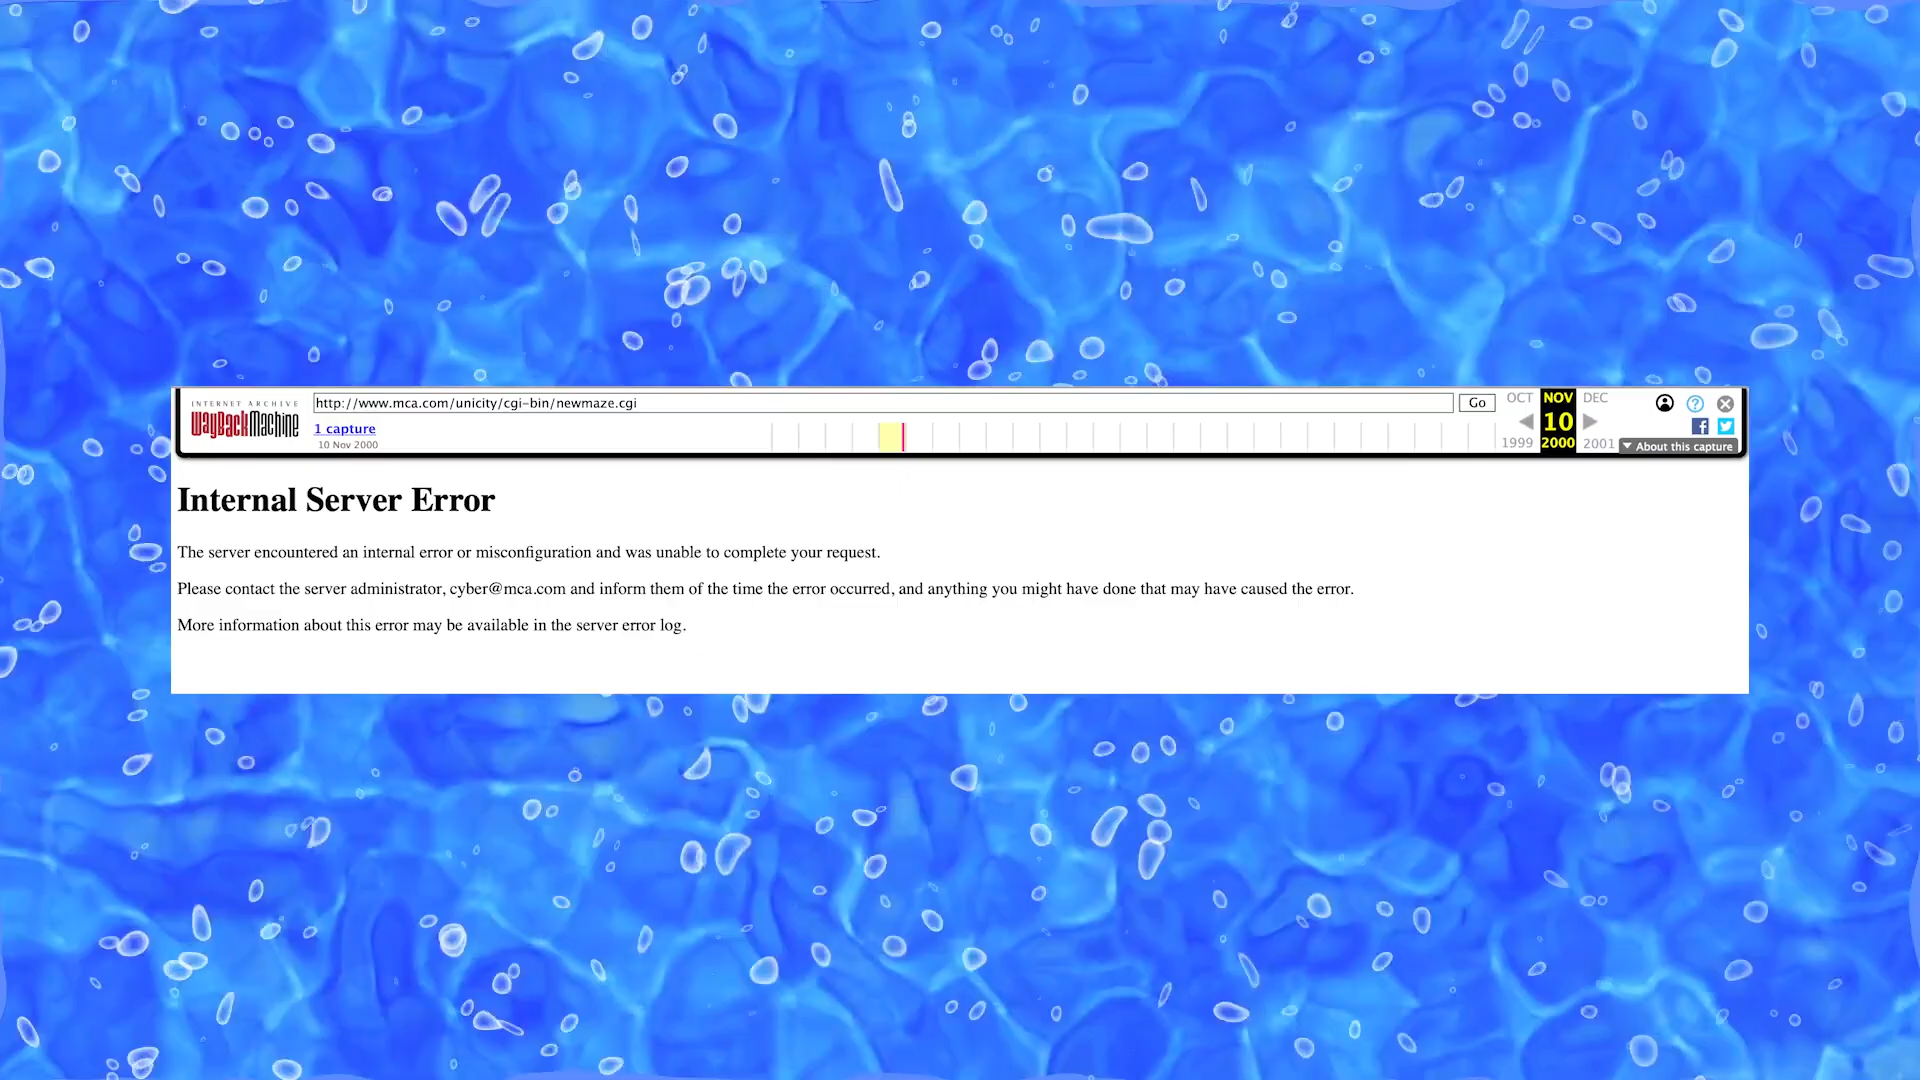 INTERNET ARCHIVE
WayBackMachine
http://www.mca.com/unicity/cgi-bin/newmaze.cgi
Go
1 capture
10 Nov 2000
OCT NOV DEC
10
1999 2000 2001
About this capture
Internal Server Error
The server encountered an internal error or misconfiguration and was unable to complete your request.
Please contact the server administrator, cyber@mca.com and inform them of the time the error occurred, and anything you might have done that may have caused the error.
More information about this error may be available in the server error log.